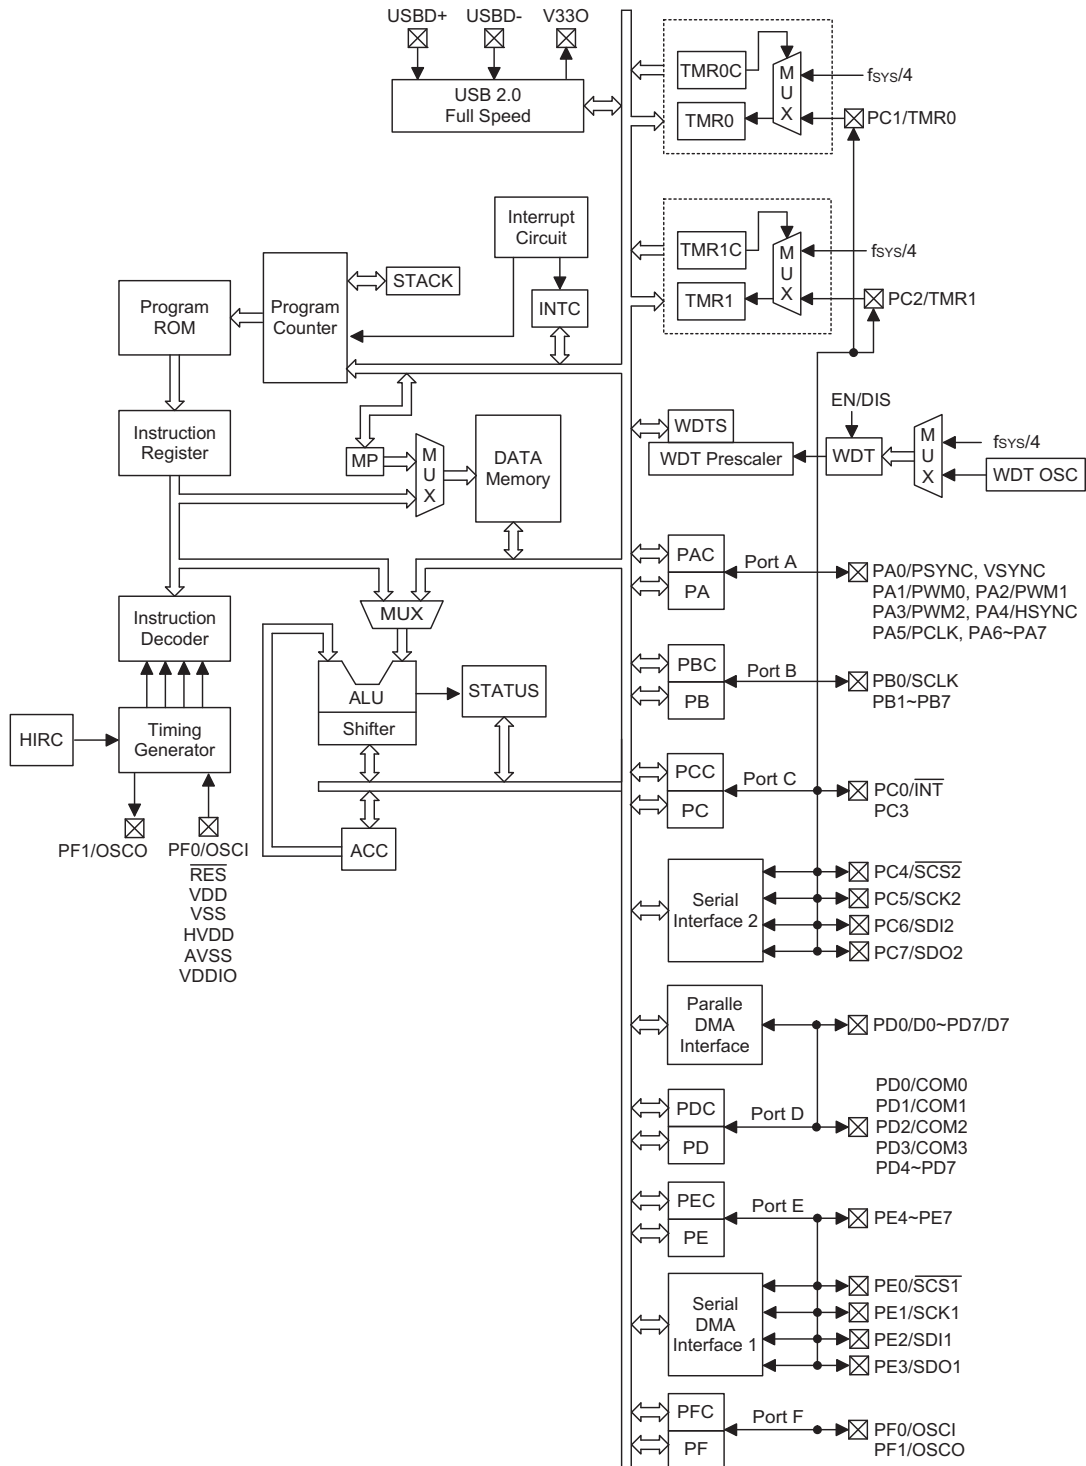 USBD+ USBD- V33O
USB 2.0
Full Speed
TMR0C
TMR0
M
U
X
fSYS/4
PC1/TMR0
TMR1C
TMR1
M
U
X
fSYS/4
PC2/TMR1
Interrupt
Circuit
INTC
STACK
Program
Counter
Program
ROM
Instruction
Register
MP
M
U
X
DATA
Memory
EN/DIS
WDTS
WDT Prescaler
WDT
M
U
X
fSYS/4
WDT OSC
MUX
Instruction
Decoder
ALU
Shifter
STATUS
HIRC
Timing
Generator
ACC
PF1/OSCO
PF0/OSCI
RES
VDD
VSS
HVDD
AVSS
VDDIO
PAC
PA
Port A
PA0/PSYNC, VSYNC
PA1/PWM0, PA2/PWM1
PA3/PWM2, PA4/HSYNC
PA5/PCLK, PA6~PA7
PBC
PB
Port B
PB0/SCLK
PB1~PB7
PCC
PC
Port C
PC0/INT
PC3
Serial
Interface 2
PC4/SCS2
PC5/SCK2
PC6/SDI2
PC7/SDO2
Paralle
DMA
Interface
PD0/D0~PD7/D7
PDC
PD
Port D
PD0/COM0
PD1/COM1
PD2/COM2
PD3/COM3
PD4~PD7
PEC
PE
Port E
PE4~PE7
Serial
DMA
Interface 1
PE0/SCS1
PE1/SCK1
PE2/SDI1
PE3/SDO1
PFC
PF
Port F
PF0/OSCI
PF1/OSCO